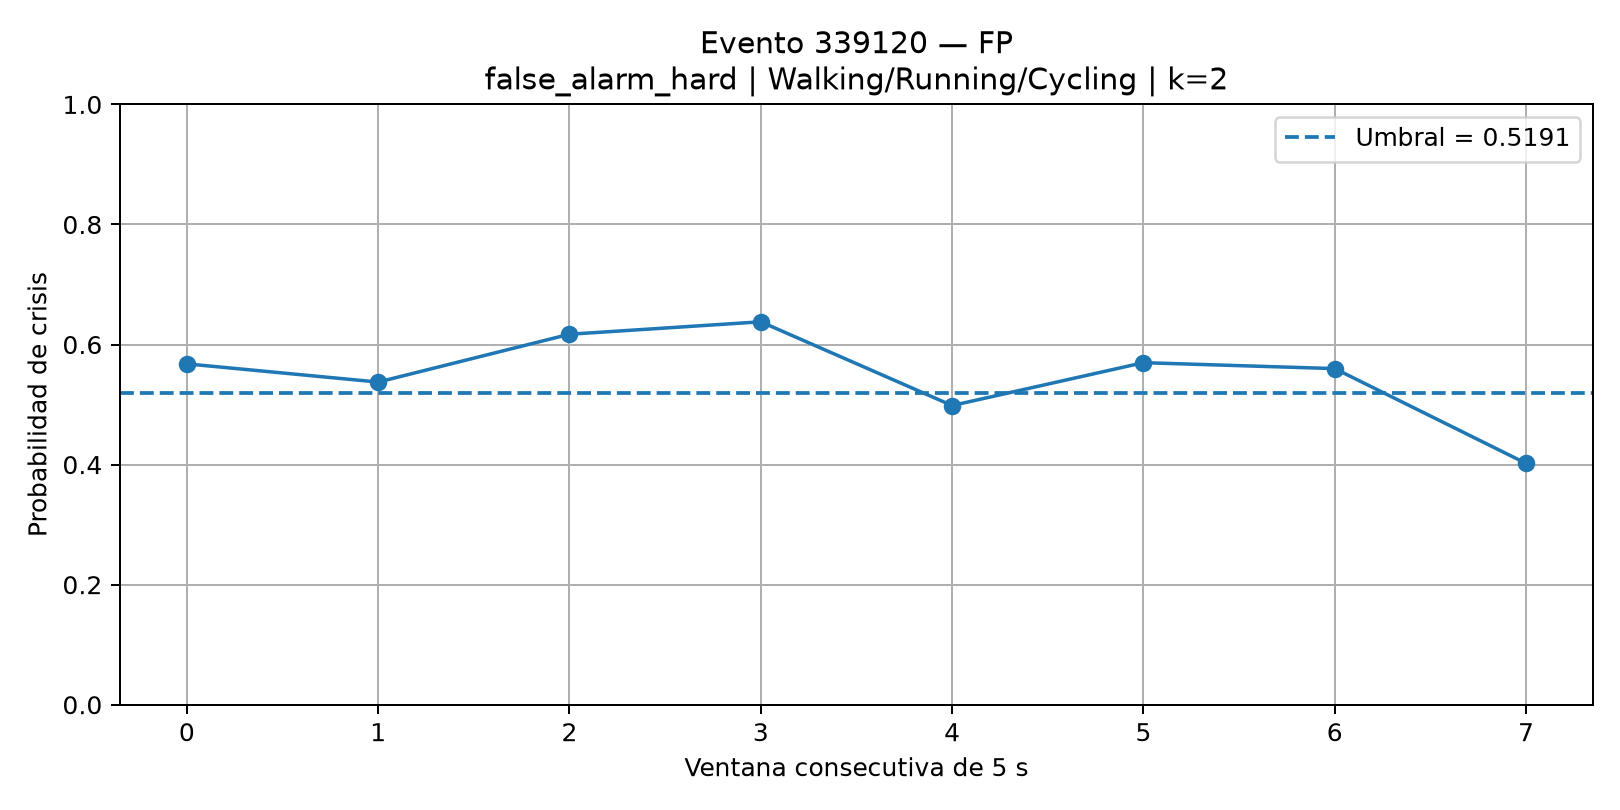 Evento 339120 — FP
false_alarm_hard | Walking/Running/Cycling | k=2
Umbral = 0.5191
Probabilidad de crisis
1.0
0.8
0.6
0.4
0.2
0.0
0 1 2 3 4 5 6 7
Ventana consecutiva de 5 s